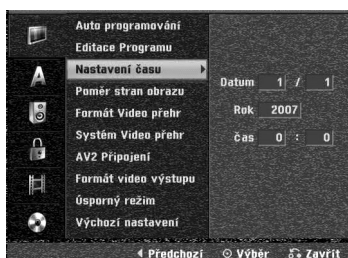 Auto programování
Editace Programu
Nastavení času
Poměr stran obrazu
Formát Video přehr
Systém Video přehr
AV2 Připojení
Formát video výstupu
úsporný režim
Výchozí nastavení
A
Datum 1 / 1
Rok 2007
čas 0 : 0
Předchozí Výběr Zavřít